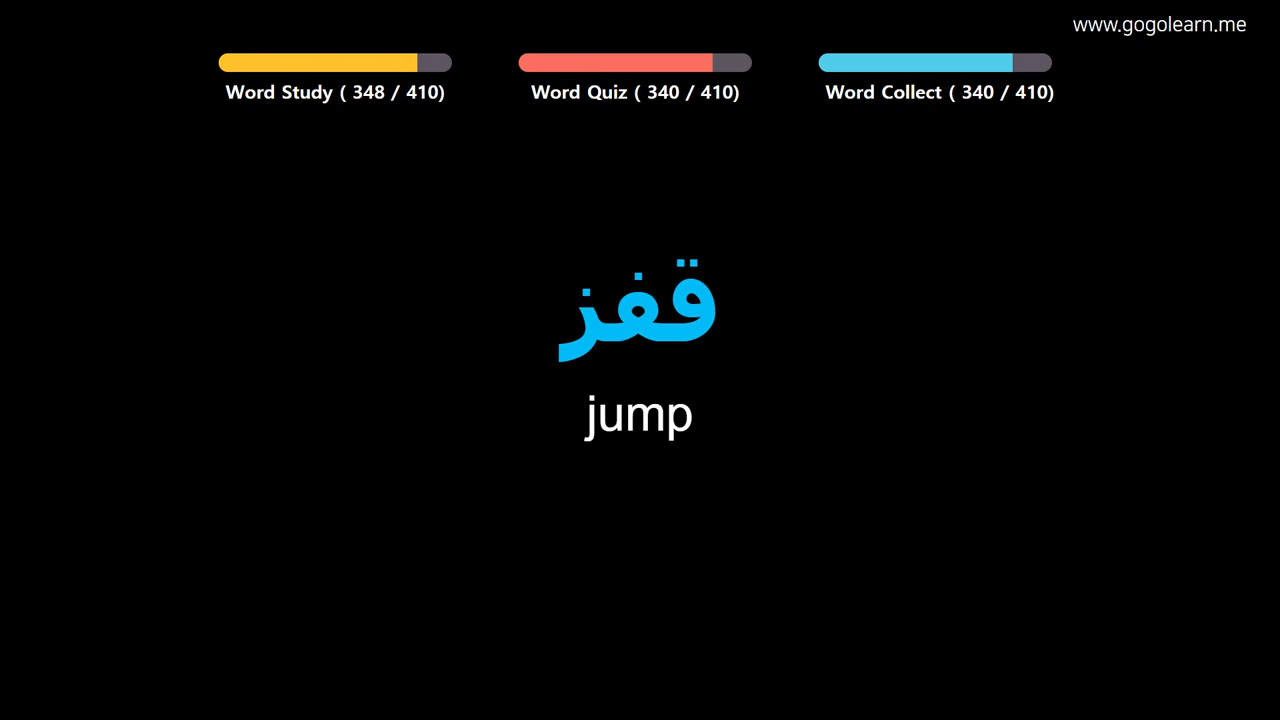 www.gogolearn.me
Word Study ( 348 / 410)
Word Quiz ( 340 / 410)
Word Collect ( 340 / 410)
قفز
jump